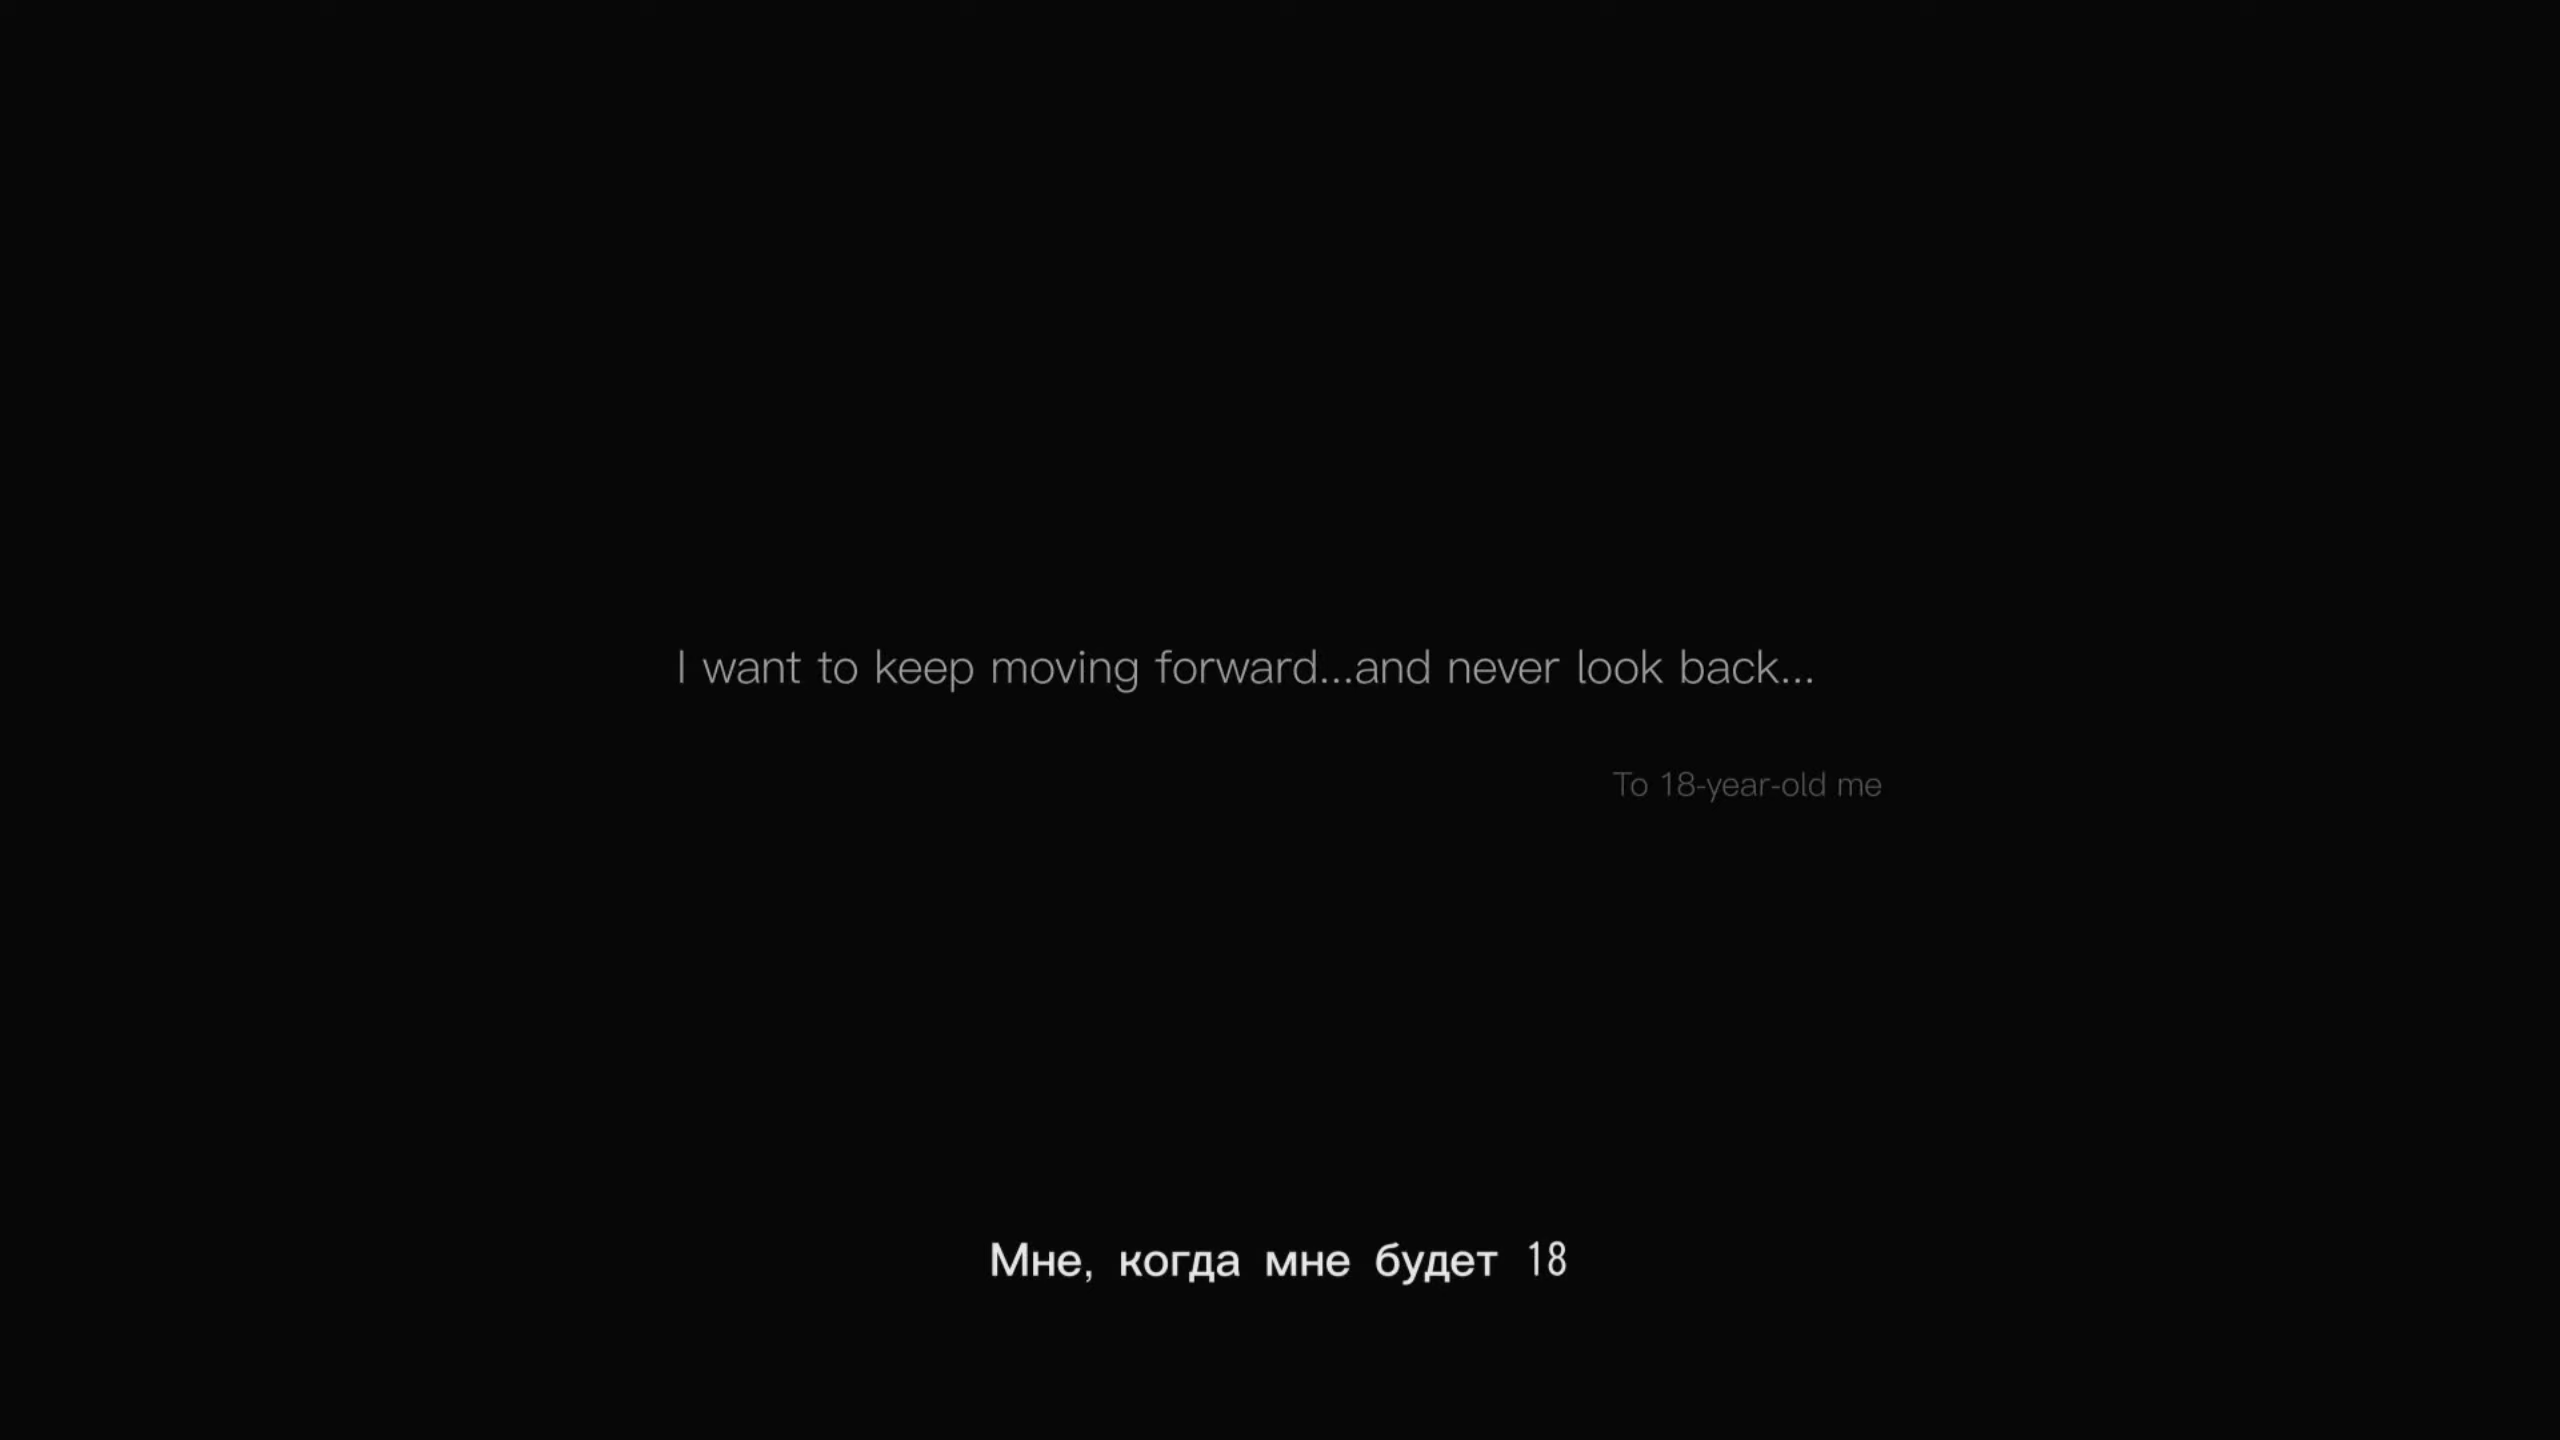 I want to keep moving forward...and never look back...
To 18-year-old me
Мне, когда мне будет 18